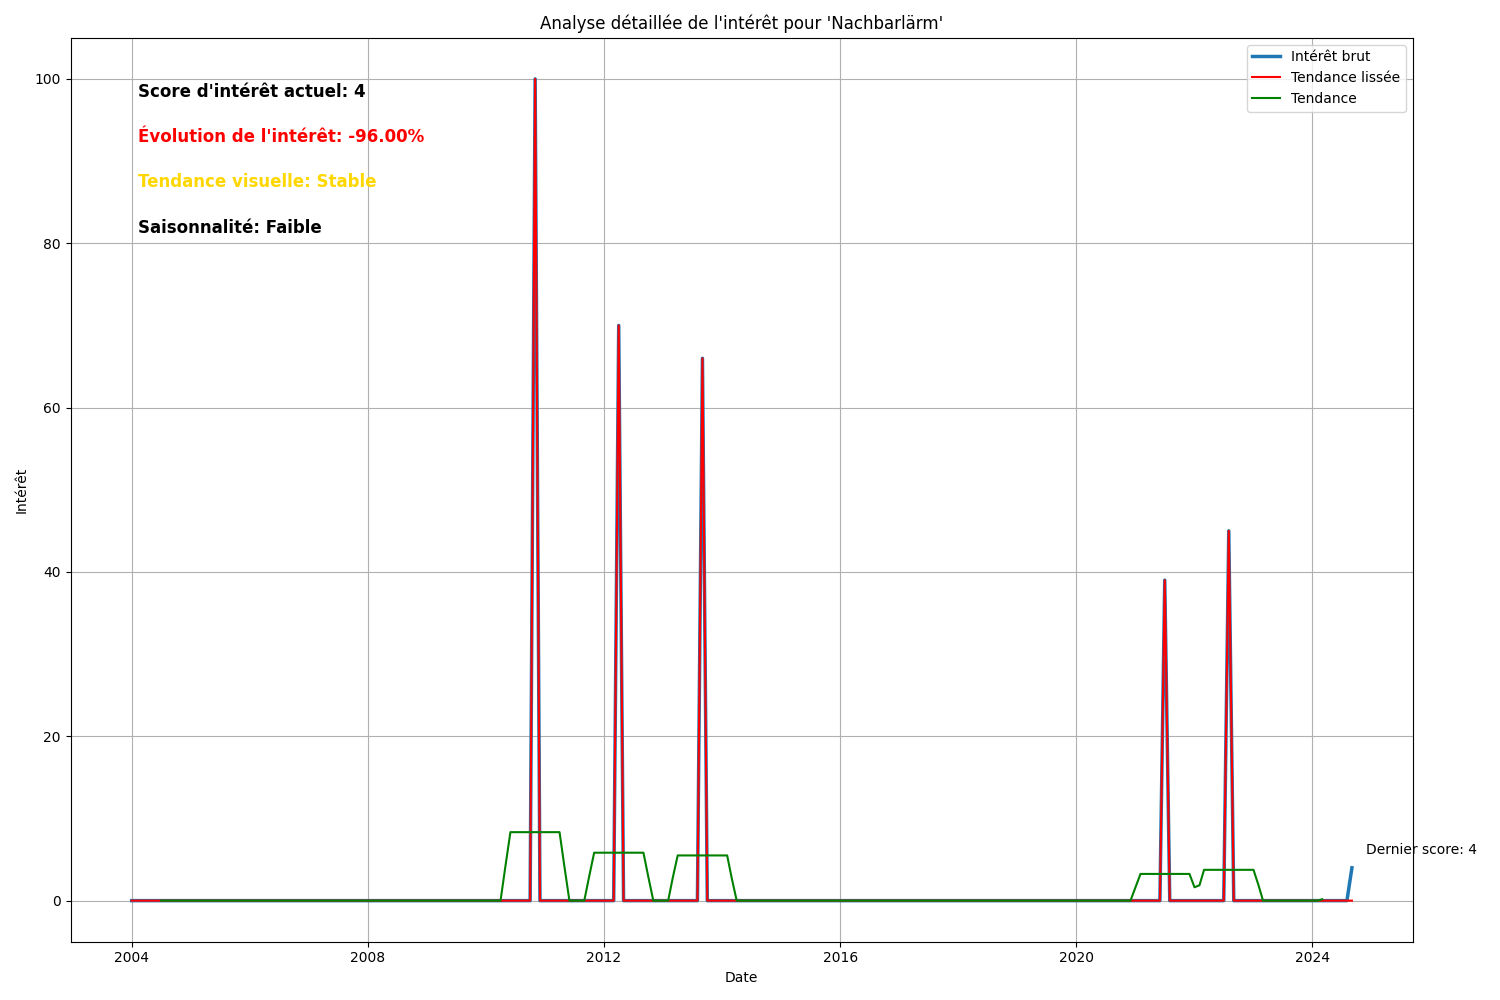 Analyse détaillée de l'intérêt pour 'Nachbarlärm'
Intérêt brut
Tendance lissée
Tendance
Score d'intérêt actuel: 4
Évolution de l'intérêt: -96.00%
Tendance visuelle: Stable
Saisonnalité: Faible
100
80
60
40
20
0
Intérêt
Dernier score: 4
2004 2008 2012 2016 2020 2024
Date